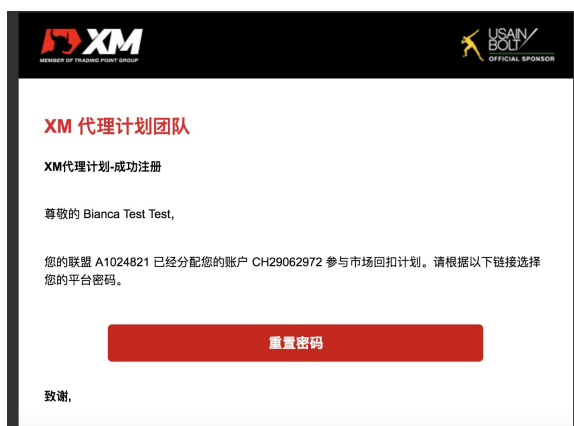 XM
MEMBER OF TRADING POINT GROUP
USAIN
BOLT
OFFICIAL SPONSOR
XM 代理计划团队
XM代理计划-成功注册
尊敬的 Bianca Test Test,
您的联盟 A1024821 已经分配您的账户 CH29062972 参与市场回扣计划。请根据以下链接选择
您的平台密码。
重置密码
致谢,